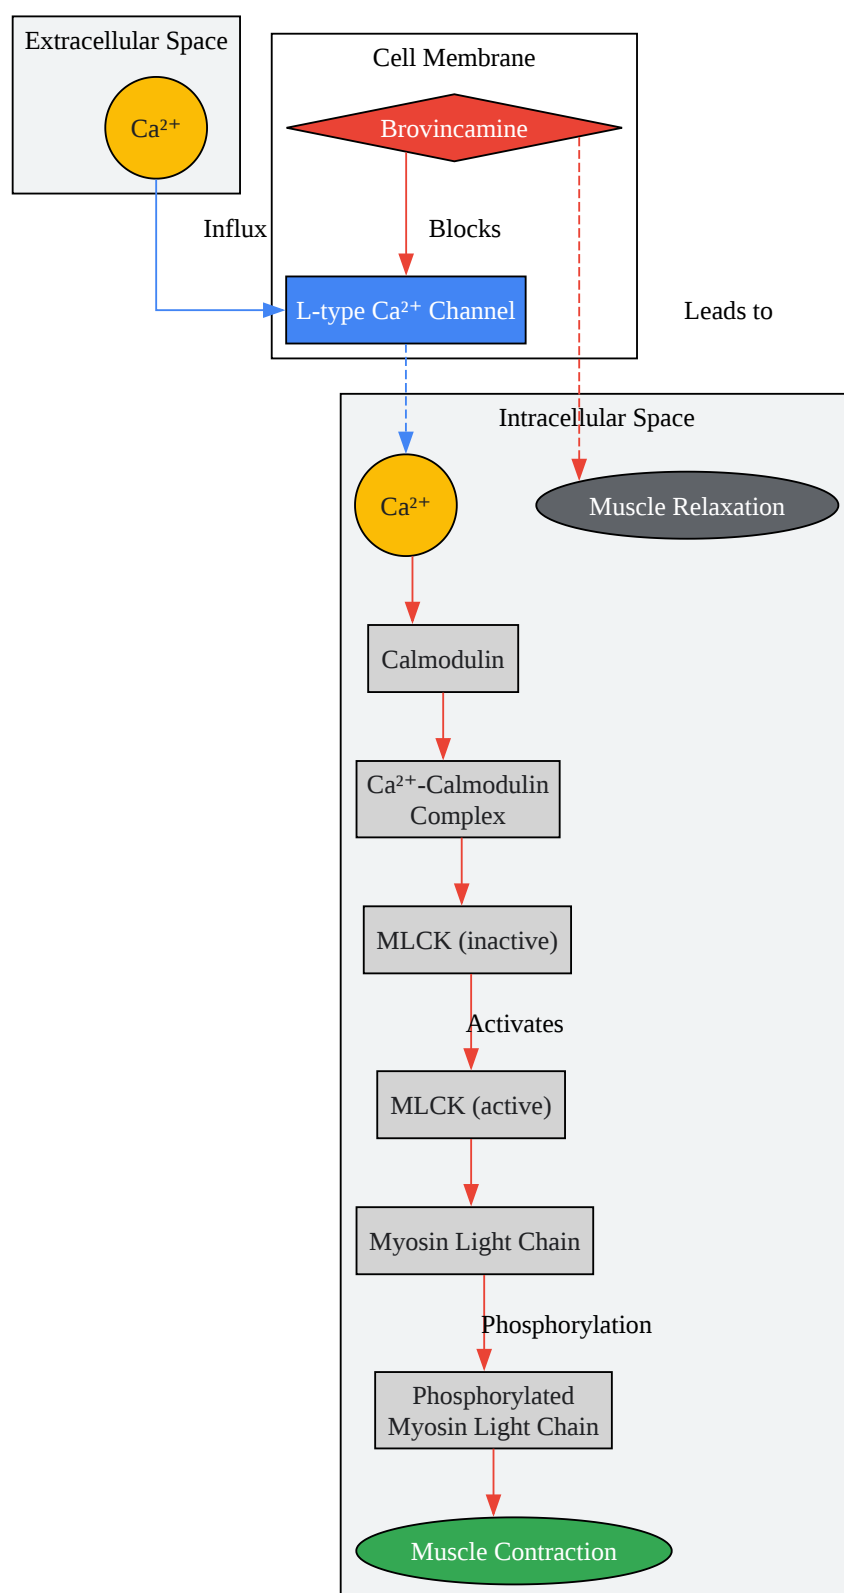 Extracellular Space
Cell Membrane
Ca²⁺
Brovincamine
Influx
Blocks
L-type Ca²⁺ Channel
Leads to
Intracellular Space
Ca²⁺
Muscle Relaxation
Calmodulin
Ca²⁺-Calmodulin
Complex
MLCK (inactive)
Activates
MLCK (active)
Myosin Light Chain
Phosphorylation
Phosphorylated
Myosin Light Chain
Muscle Contraction